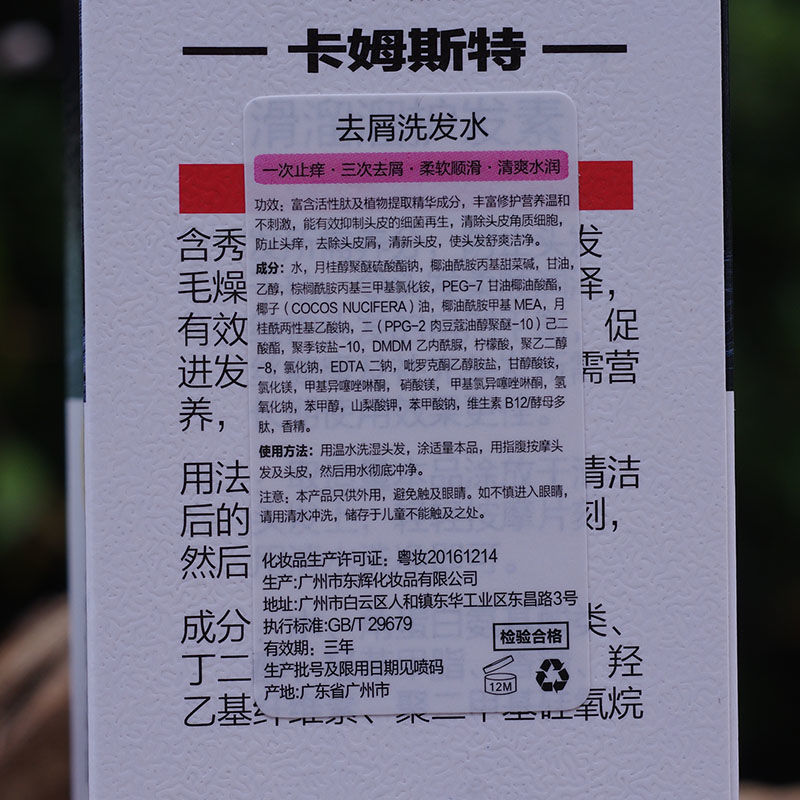 卡姆斯特
去屑洗发水
一次止痒·三次去屑·柔软顺滑·清爽水润
功效：富含活性肽及植物提取精华成分，丰富修护营养温和
不刺激，能有效抑制头皮的细菌再生，清除头皮角质细胞，
防止头痒，去除头皮屑，清新头皮，使头发舒爽洁净。
成分：水，月桂醇聚醚硫酸酯钠，椰油酰胺丙基甜菜碱，甘油，
乙醇，棕榈酰胺丙基三甲基氯化铵，PEG-7 甘油椰油酸酯，
椰子（COCOS NUCIFERA）油，椰油酰胺甲基 MEA，月
桂酰两性基乙酸钠，二（PPG-2 肉豆蔻油醇聚醚-10）己二
酸酯，聚季铵盐-10，DMDM 乙内酰脲，柠檬酸，聚乙二醇
-8，氯化钠，EDTA 二钠，吡罗克酮乙醇胺盐，甘醇酸铵，
氯化镁，甲基异噻唑啉酮，硝酸镁，甲基氯异噻唑啉酮，氢
氧化钠，苯甲醇，山梨酸钾，苯甲酸钠，维生素 B12/酵母多
肽，香精。
使用方法：用温水洗湿头发，涂适量本品，用指腹按摩头
发及头皮，然后用水彻底冲净。
注意：本产品只供外用，避免触及眼睛。如不慎进入眼睛，
请用清水冲洗，储存于儿童不能触及之处。
化妆品生产许可证：粤妆20161214
生产:广州市东辉化妆品有限公司
地址:广州市白云区人和镇东华工业区东昌路3号
执行标准:GB/T 29679
有效期：三年
检验合格
生产批号及限用日期见喷码
产地:广东省广州市
12M
含秀 发
毛燥 择，
有效 促
进发 需营
养，
用法 清洁
后的 刻，
然后
成分 类、
丁二 羟
乙基纤维素、聚二甲基硅氧烷